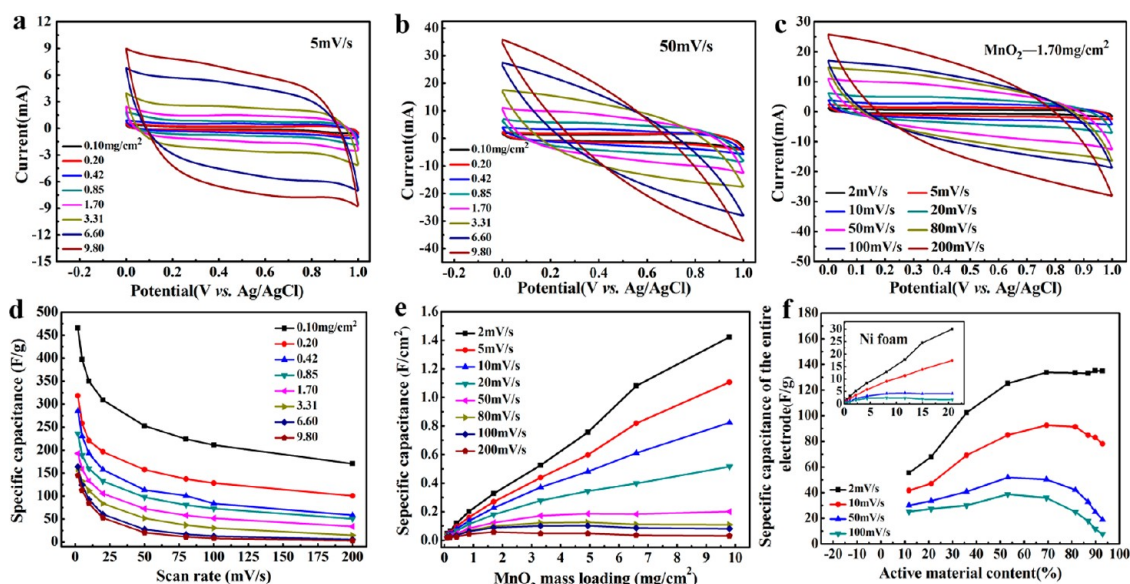 a
5mV/s
Current(mA)
12
9
6
3
0
-3
-6
-9
-12
-15
0.10mg/cm²
0.20
0.42
0.85
1.70
3.31
6.60
9.80
-0.2 0.0 0.2 0.4 0.6 0.8 1.0
Potential(V vs. Ag/AgCl)
b
50mV/s
Current(mA)
40
30
20
10
0
-10
-20
-30
-40
0.10mg/cm²
0.20
0.42
0.85
1.70
3.31
6.60
9.80
-0.2 0.0 0.2 0.4 0.6 0.8 1.0
Potential(V vs. Ag/AgCl)
c
MnO₂—1.70mg/cm²
Current(mA)
30
20
10
0
-10
-20
-30
-40
-50
2mV/s 5mV/s
10mV/s 20mV/s
50mV/s 80mV/s
100mV/s 200mV/s
0.0 0.1 0.2 0.3 0.4 0.5 0.6 0.7 0.8 0.9 1.0
Potential(V vs. Ag/AgCl)
d
Specific capacitance (F/g)
500
450
400
350
300
250
200
150
100
50
0
0.10mg/cm²
0.20
0.42
0.85
1.70
3.31
6.60
9.80
0 25 50 75 100 125 150 175 200
Scan rate (mV/s)
e
Sepecific capacitance (F/cm²)
1.6
1.4
1.2
1.0
0.8
0.6
0.4
0.2
0.0
2mV/s
5mV/s
10mV/s
20mV/s
50mV/s
80mV/s
100mV/s
200mV/s
0 1 2 3 4 5 6 7 8 9 10
MnO₂ mass loading (mg/cm²)
f
Sepecific capacitance of the entire
electrode(F/g)
180
160
140
120
100
80
60
40
20
0
Ni foam
30
25
20
15
10
5
0
0 5 10 15 20
2mV/s
10mV/s
50mV/s
100mV/s
-20 -10 0 10 20 30 40 50 60 70 80 90 100
Active material content(%)